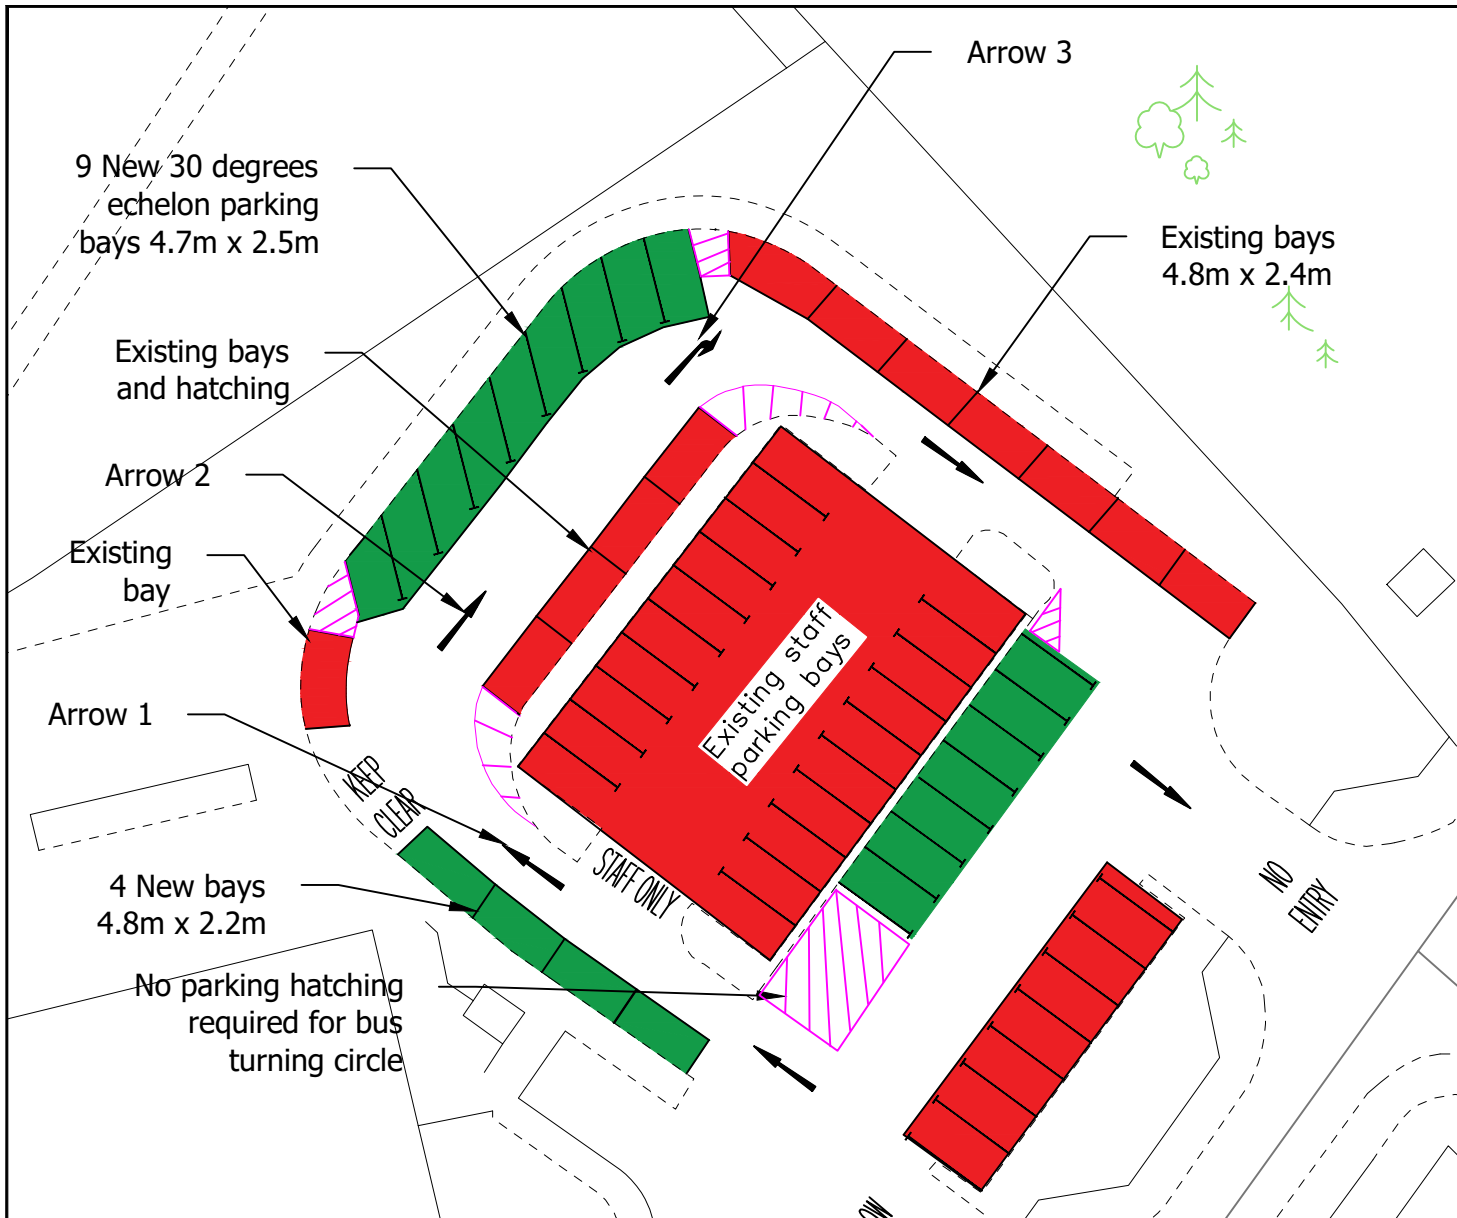 Arrow 3
9 New 30 degrees
echelon parking
bays 4.7m x 2.5m
Existing bays
4.8m x 2.4m
Existing bays
and hatching
Arrow 2
Existing
bay
Existing staff
parking bays
Arrow 1
KEEP
CLEAR
4 New bays
4.8m x 2.2m
STAFF ONLY
NO
ENTRY
No parking hatching
required for bus
turning circle